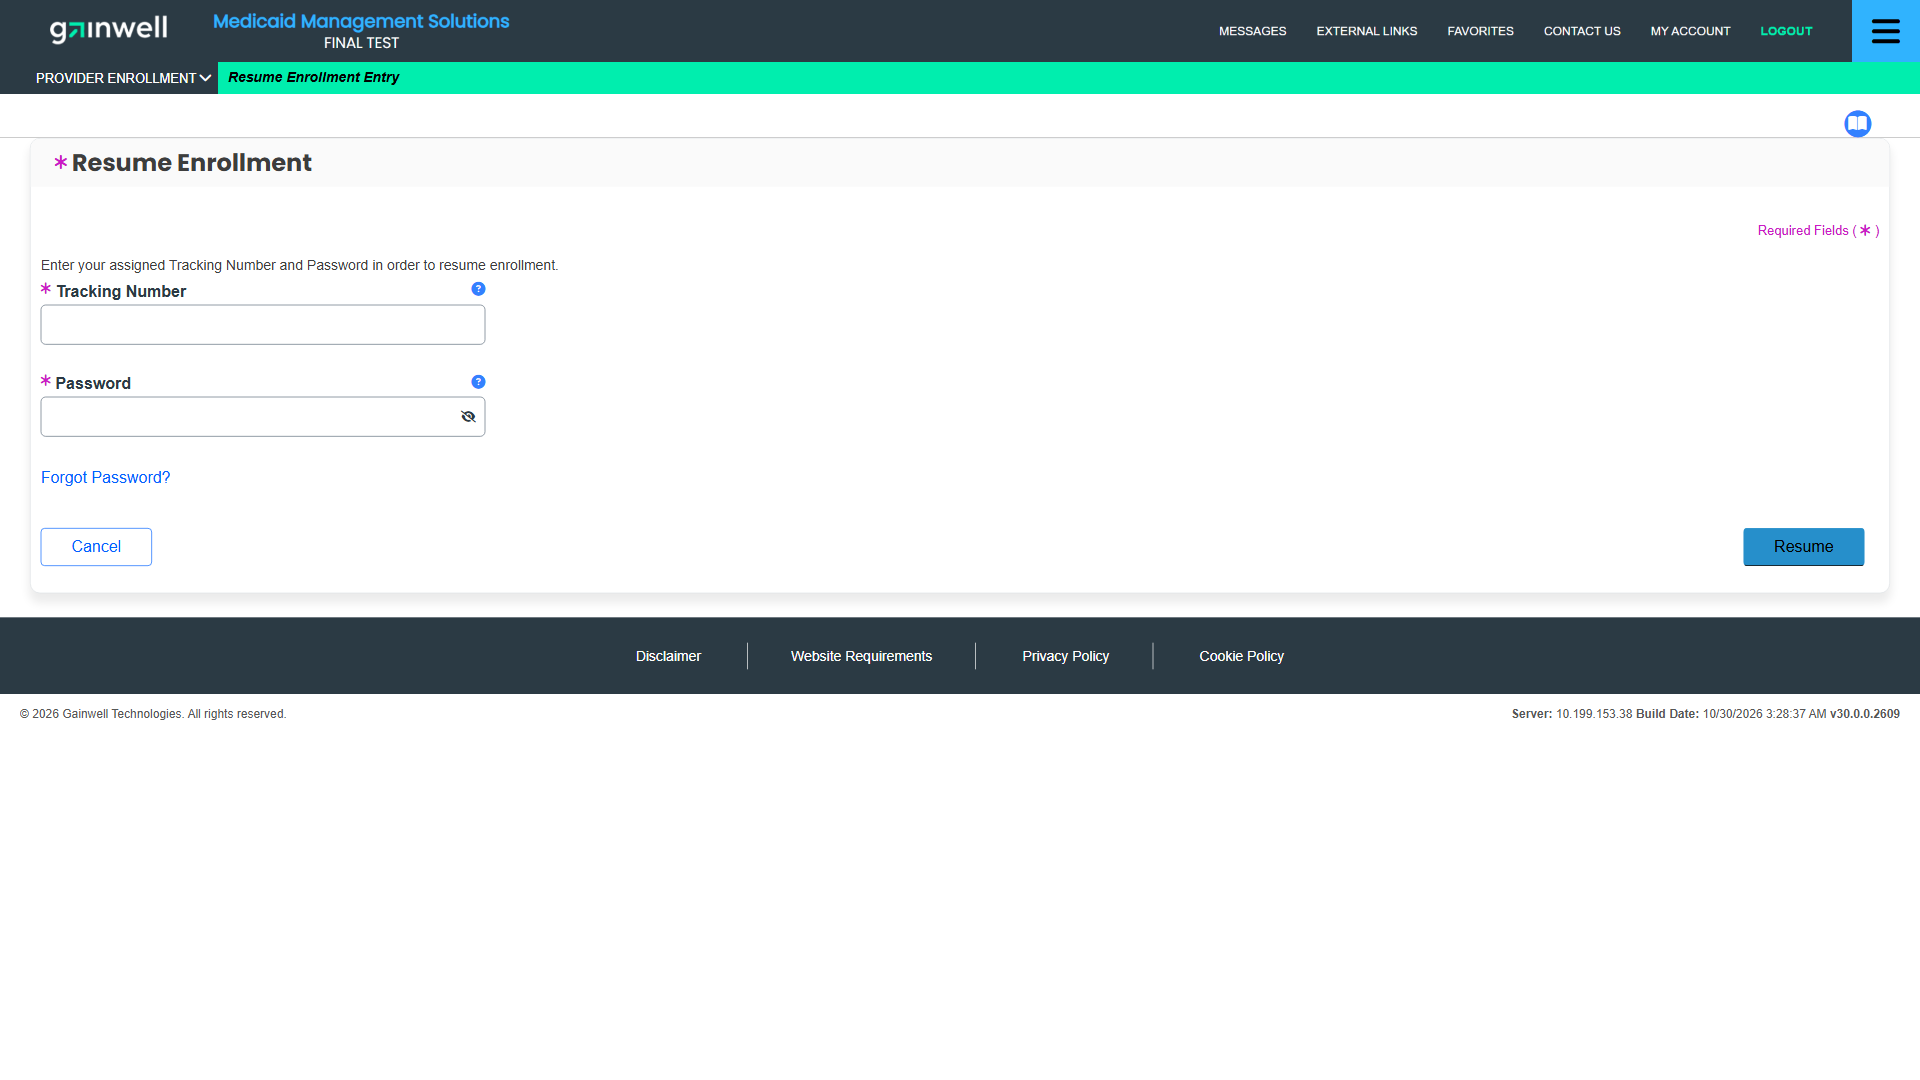 gainwell
Medicaid Management Solutions
FINAL TEST
MESSAGES
EXTERNAL LINKS
FAVORITES
CONTACT US
MY ACCOUNT
LOGOUT
PROVIDER ENROLLMENT
Resume Enrollment Entry
* Resume Enrollment
Required Fields ( * )
Enter your assigned Tracking Number and Password in order to resume enrollment.
* Tracking Number ?
* Password ?
Forgot Password?
Cancel
Resume
Disclaimer
Website Requirements
Privacy Policy
Cookie Policy
© 2026 Gainwell Technologies. All rights reserved.
Server: 10.199.153.38 Build Date: 10/30/2026 3:28:37 AM v30.0.0.2609